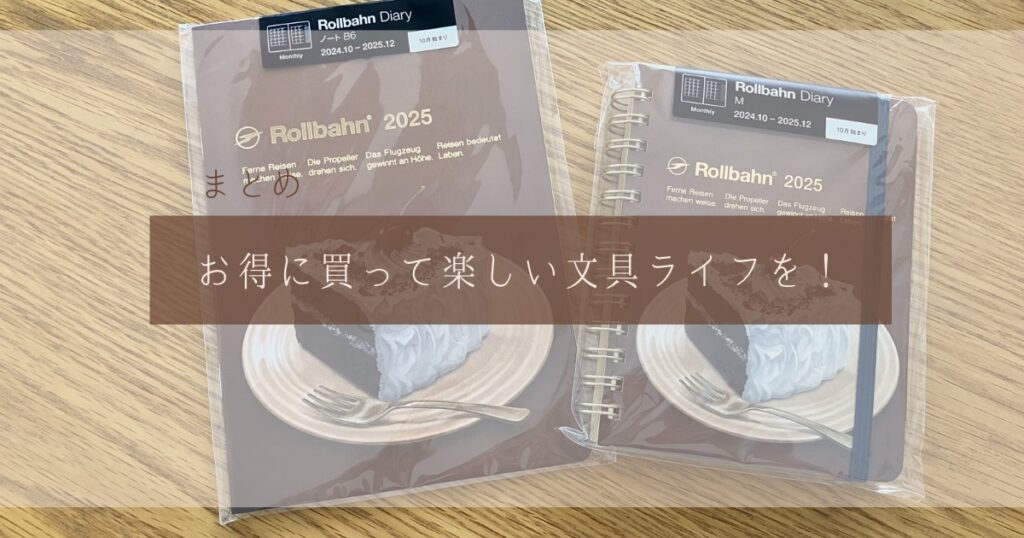 Rollbahn Diary
ノート B6
2024.10 – 2025.12
Monthly
10月始まり
Rollbahn® 2025
Ferne Reisen machen weise.
Die Propeller drehen sich.
Das Flugzeug gewinnt an Höhe.
Reisen bedeutet Leben.
Rollbahn Diary
M
2024.10 – 2025.12
Monthly
10月始まり
Rollbahn® 2025
Ferne Reisen machen weise.
Die Propeller drehen sich.
Das Flugzeug
gewinnt
Reisen
まとめ
お得に買って楽しい文具ライフを！